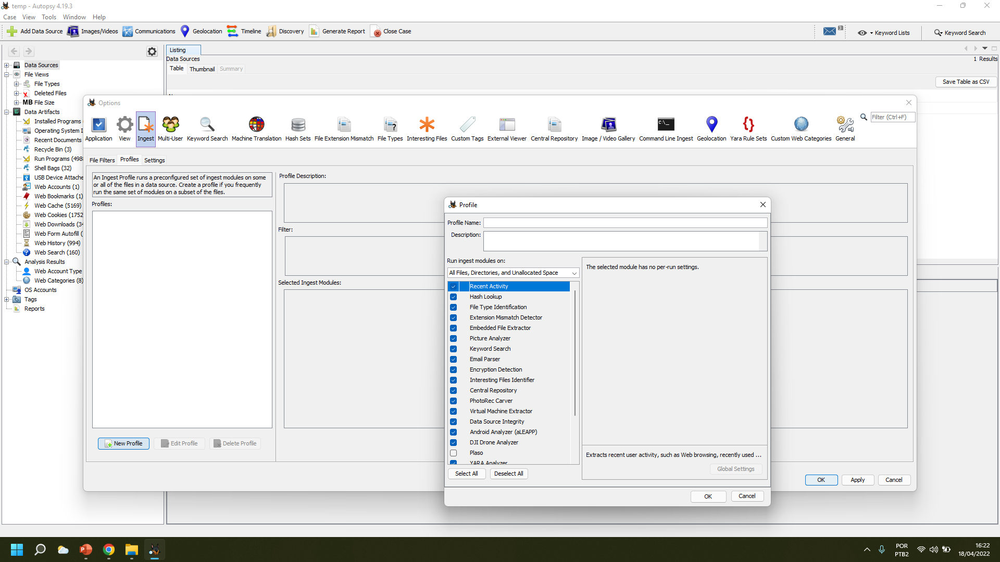 temp - Autopsy 4.19.3
Case View Tools Window Help
Add Data Source Images/Videos Communications Geolocation Timeline Discovery Generate Report Close Case 3 Keyword Lists Keyword Search
Listing
Data Sources
1 Results
Table Thumbnail Summary
Save Table as CSV
Data Sources
File Views
File Types
Deleted Files
MB File Size
Data Artifacts
Installed Programs
Operating System I
Recent Documents
Recycle Bin (3)
Run Programs (498
Shell Bags (32)
USB Device Attache
Web Accounts (1)
Web Bookmarks (1)
Web Cache (5169)
Web Cookies (1752
Web Downloads (34
Web Form Autofill (
Web History (994)
Web Search (160)
Analysis Results
Web Account Type
Web Categories (8)
OS Accounts
Tags
Reports
Options
Filter (Ctrl+F)
Application View Ingest Multi-User Keyword Search Machine Translation Hash Sets File Extension Mismatch File Types Interesting Files Custom Tags External Viewer Central Repository Image / Video Gallery Command Line Ingest Geolocation Yara Rule Sets Custom Web Categories General
File Filters Profiles Settings
An Ingest Profile runs a preconfigured set of ingest modules on some
or all of the files in a data source. Create a profile if you frequently
run the same set of modules on a subset of the files.
Profiles:
New Profile Edit Profile Delete Profile
Profile Description:
Filter:
Selected Ingest Modules:
OK Apply Cancel
Profile
Profile Name:
Description:
Run ingest modules on:
All Files, Directories, and Unallocated Space
Recent Activity
Hash Lookup
File Type Identification
Extension Mismatch Detector
Embedded File Extractor
Picture Analyzer
Keyword Search
Email Parser
Encryption Detection
Interesting Files Identifier
Central Repository
PhotoRec Carver
Virtual Machine Extractor
Data Source Integrity
Android Analyzer (aLEAPP)
DJI Drone Analyzer
Plaso
YARA Analyzer
Select All Deselect All
The selected module has no per-run settings.
Extracts recent user activity, such as Web browsing, recently used ...
Global Settings
OK Cancel
POR
PTB2
16:22
18/04/2022